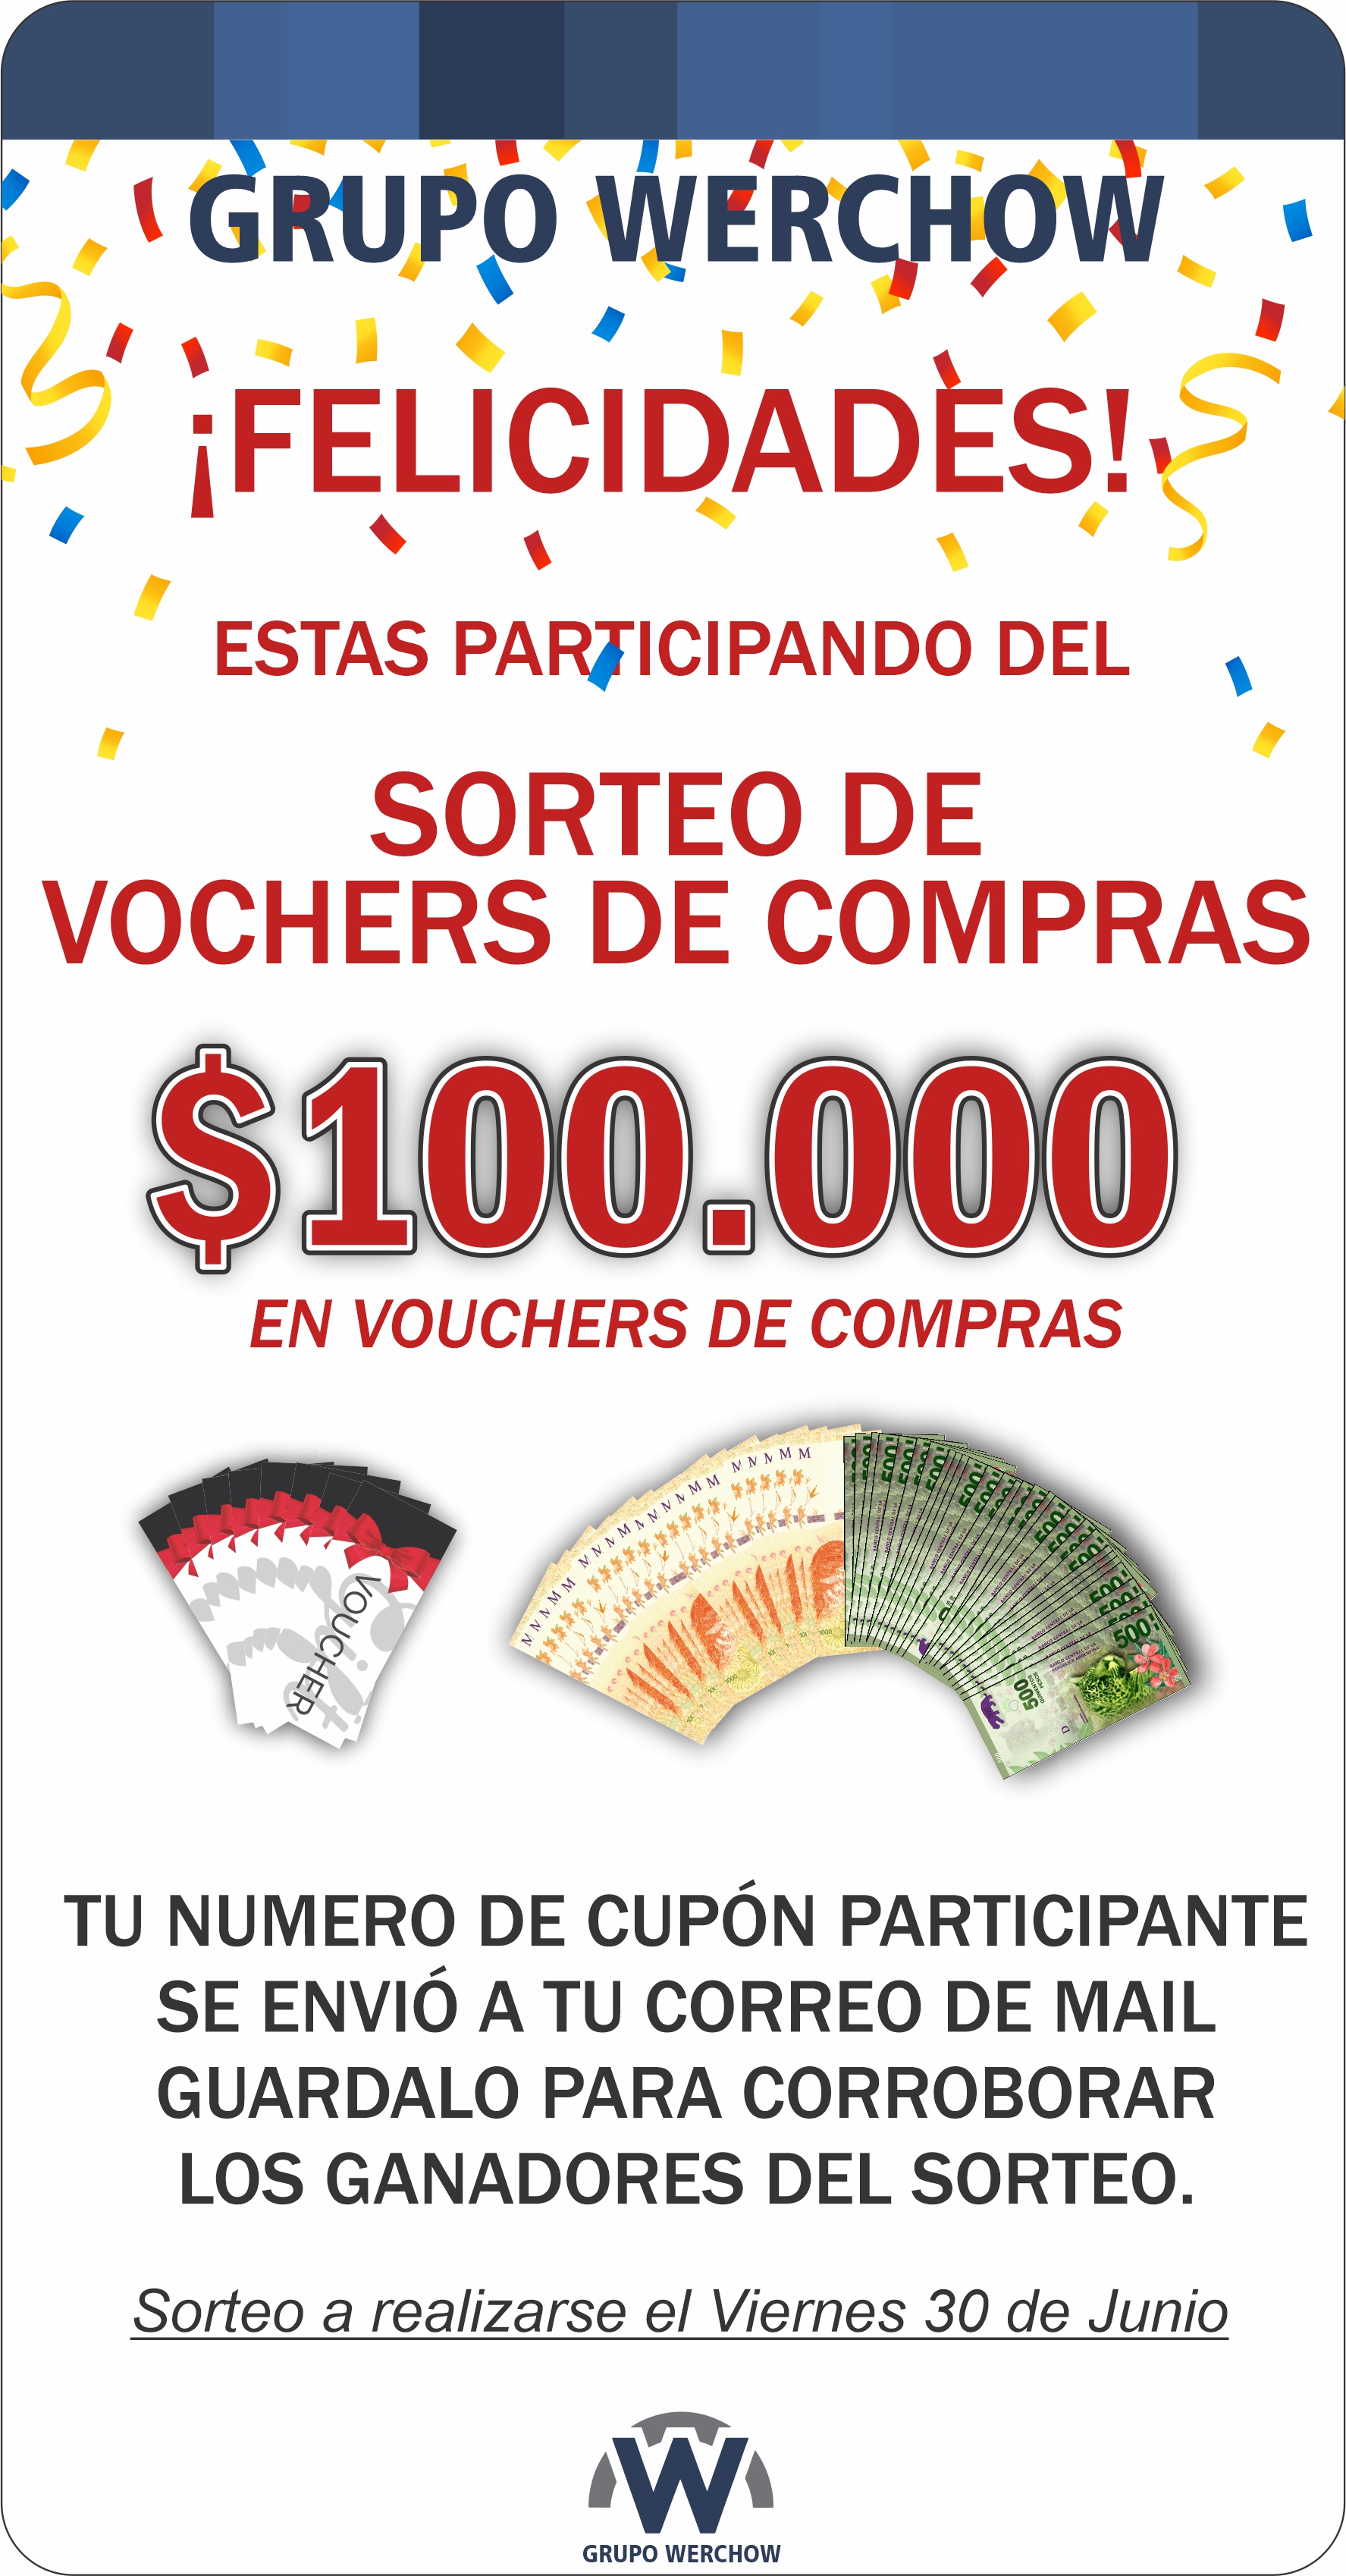 GRUPO WERCHOW
¡FELICIDADES!
ESTAS PARTICIPANDO DEL
SORTEO DE
VOCHERS DE COMPRAS
$100.000
EN VOUCHERS DE COMPRAS
VOUCHER
500
500
TU NUMERO DE CUPÓN PARTICIPANTE
SE ENVIÓ A TU CORREO DE MAIL
GUARDALO PARA CORROBORAR
LOS GANADORES DEL SORTEO.
Sorteo a realizarse el Viernes 30 de Junio
W
GRUPO WERCHOW